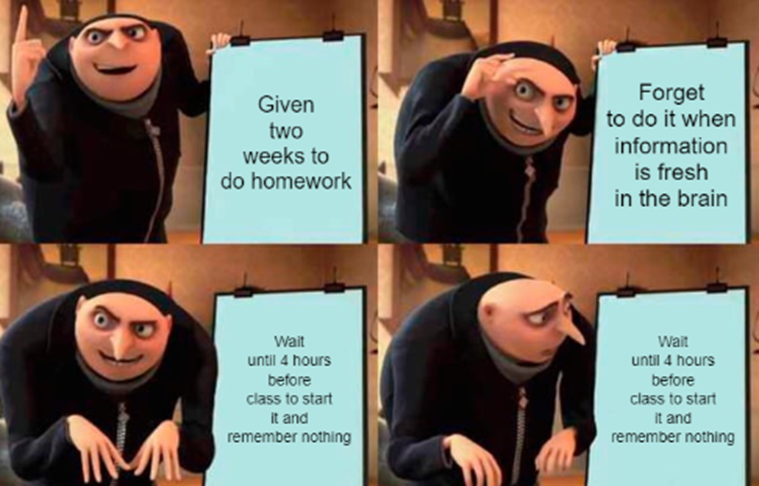 Given
two
weeks to
do homework
Forget
to do it when
information
is fresh
in the brain
Wait
until 4 hours
before
class to start
it and
remember nothing
Wait
until 4 hours
before
class to start
it and
remember nothing